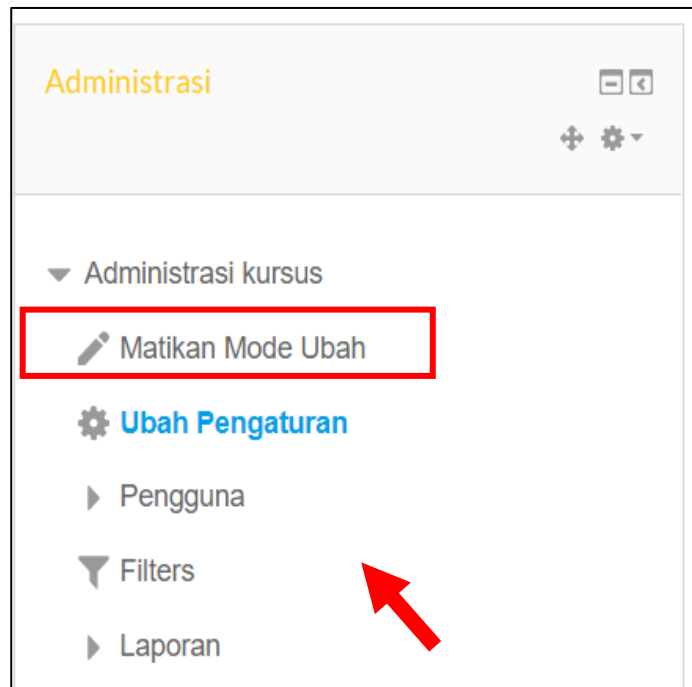 Administrasi
Administrasi kursus
Matikan Mode Ubah
Ubah Pengaturan
Pengguna
Filters
Laporan